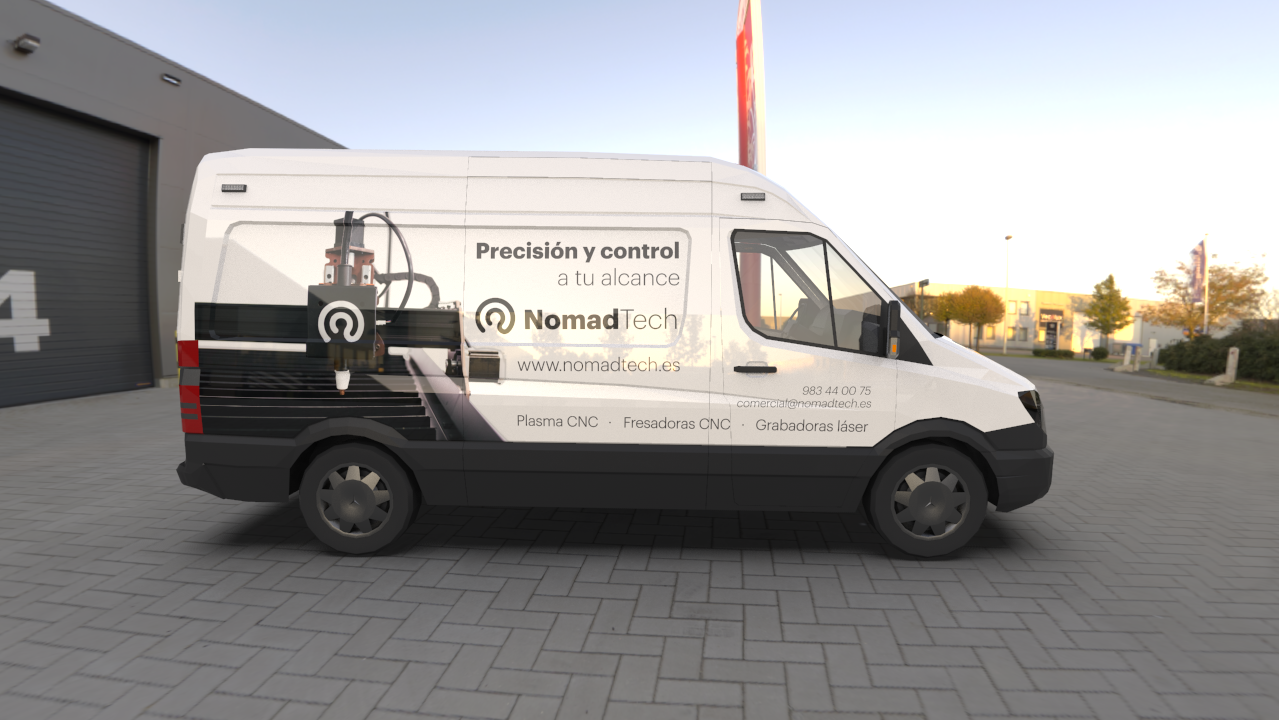 4
Precisión y control
a tu alcance
NomadTech
www.nomadtech.es
983 44 00 75
comercial@nomadtech.es
Plasma CNC · Fresadoras CNC · Grabadoras láser